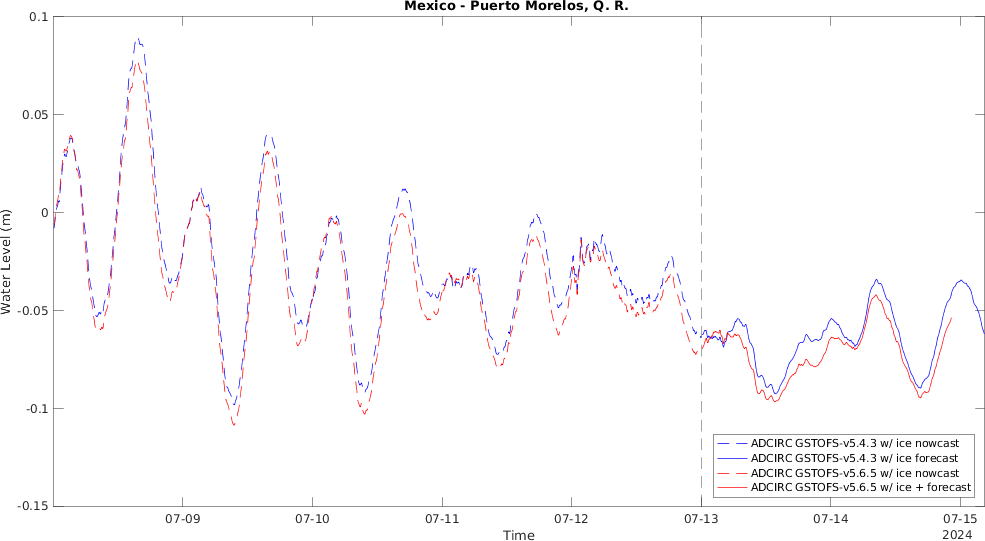 Mexico - Puerto Morelos, Q. R.
0.1
0.05
0
-0.05
-0.1
-0.15
Water Level (m)
ADCIRC GSTOFS-v5.4.3 w/ ice nowcast
ADCIRC GSTOFS-v5.4.3 w/ ice forecast
ADCIRC GSTOFS-v5.6.5 w/ ice nowcast
ADCIRC GSTOFS-v5.6.5 w/ ice + forecast
07-09
07-10
07-11
07-12
07-13
07-14
07-15
Time
2024